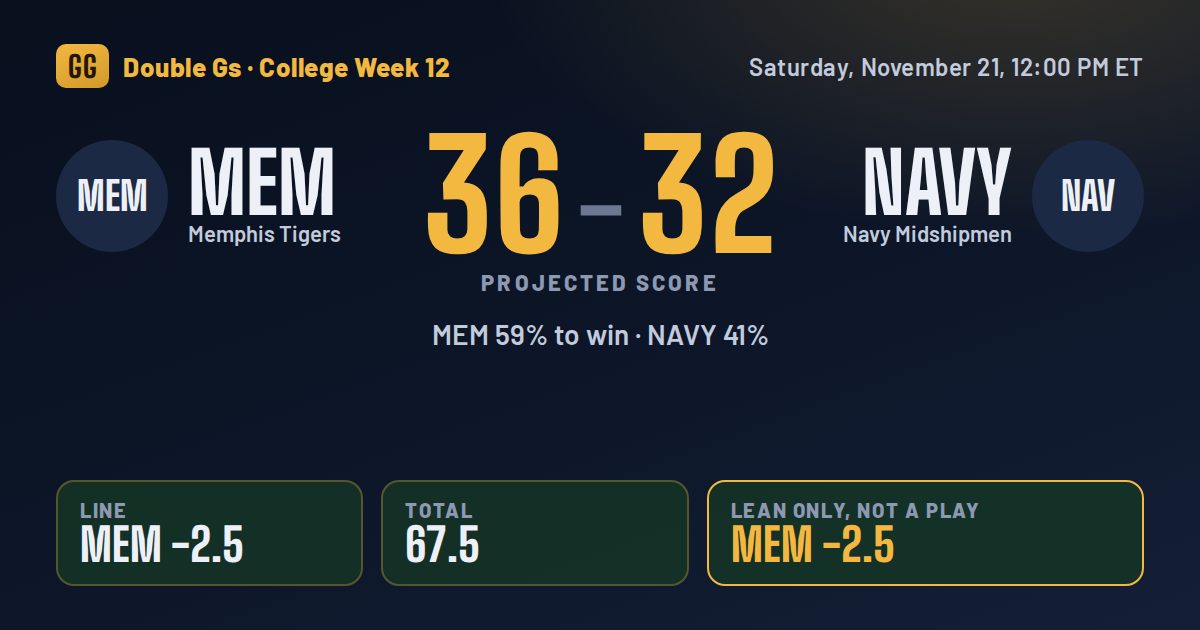 GG Double Gs · College Week 12
Saturday, November 21, 12:00 PM ET
MEM
MEM
Memphis Tigers
36 – 32
PROJECTED SCORE
MEM 59% to win · NAVY 41%
NAVY
Navy Midshipmen
NAV
LINE
MEM −2.5
TOTAL
67.5
LEAN ONLY, NOT A PLAY
MEM −2.5